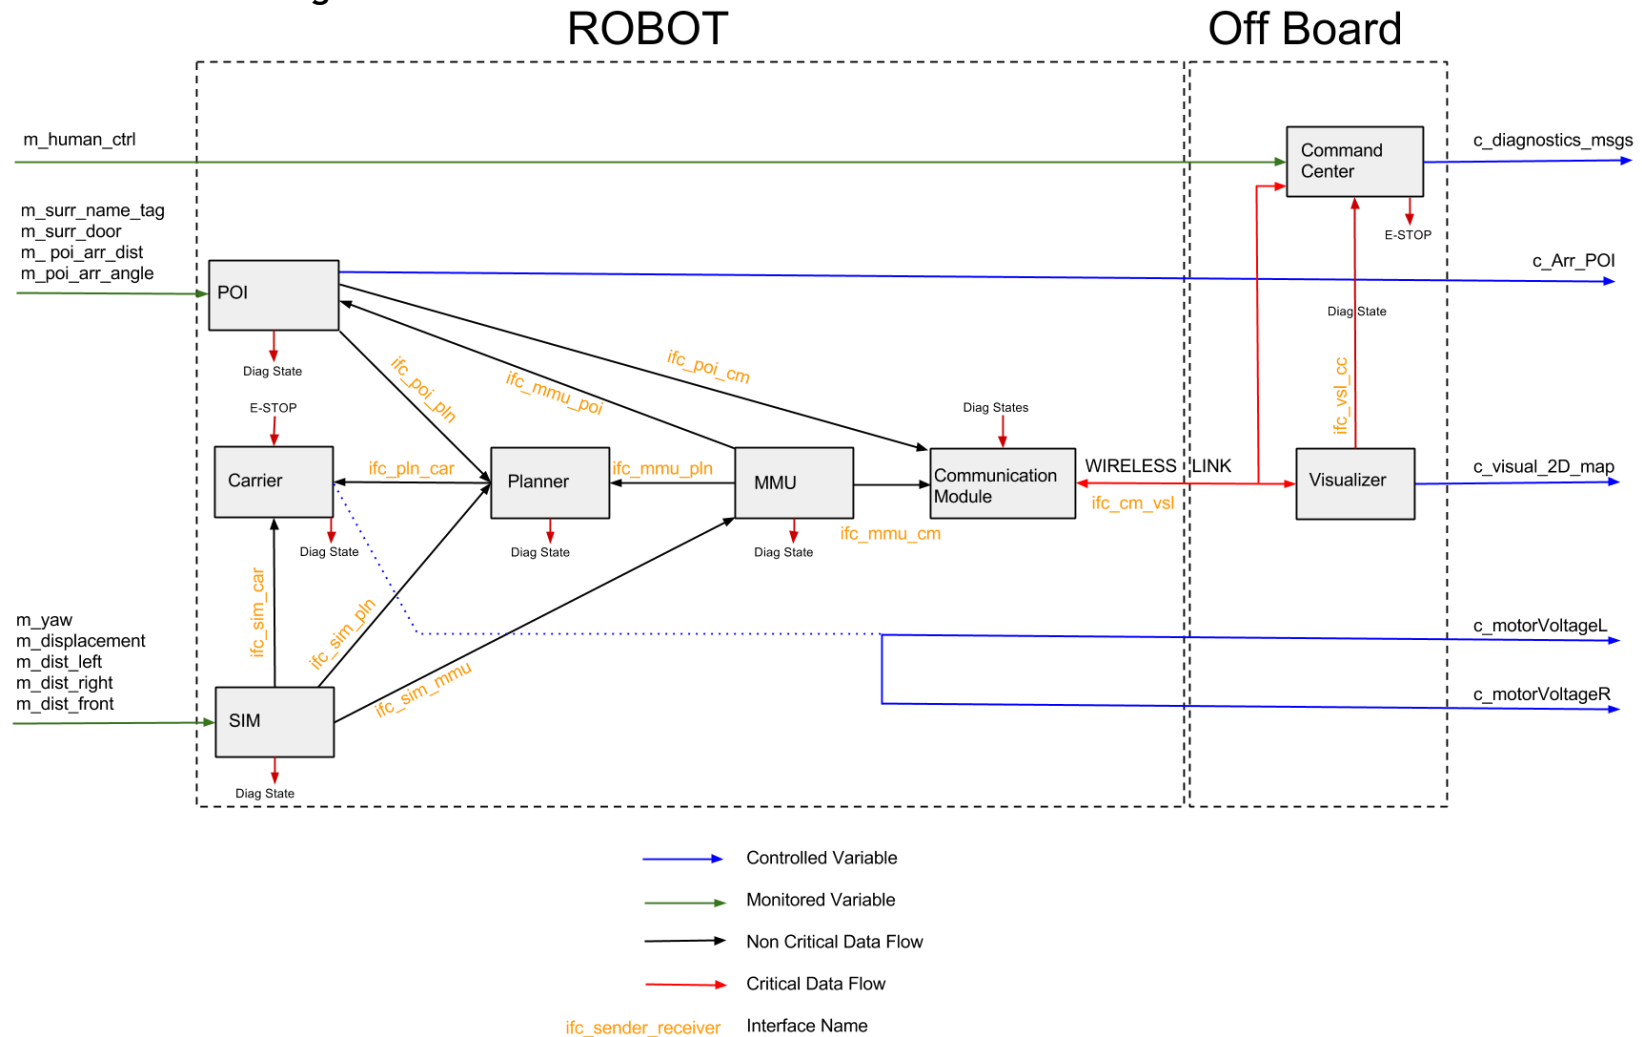 ROBOT
Off Board
m_human_ctrl
Command
Center
c_diagnostics_msgs
m_surr_name_tag
m_surr_door
m_ poi_arr_dist
m_poi_arr_angle
E-STOP
c_Arr_POI
POI
Diag State
Diag State
ifc_poi_cm
ifc_poi_pln
ifc_mmu_poi
ifc_vsl_cc
E-STOP
Diag States
Carrier
ifc_pln_car
Planner
ifc_mmu_pln
MMU
Communication
Module
WIRELESS
LINK
ifc_cm_vsl
Visualizer
c_visual_2D_map
ifc_mmu_cm
Diag State
Diag State
Diag State
ifc_sim_car
ifc_sim_pln
ifc_sim_mmu
m_yaw
m_displacement
m_dist_left
m_dist_right
m_dist_front
c_motorVoltageL
c_motorVoltageR
SIM
Diag State
Controlled Variable
Monitored Variable
Non Critical Data Flow
Critical Data Flow
ifc_sender_receiver
Interface Name